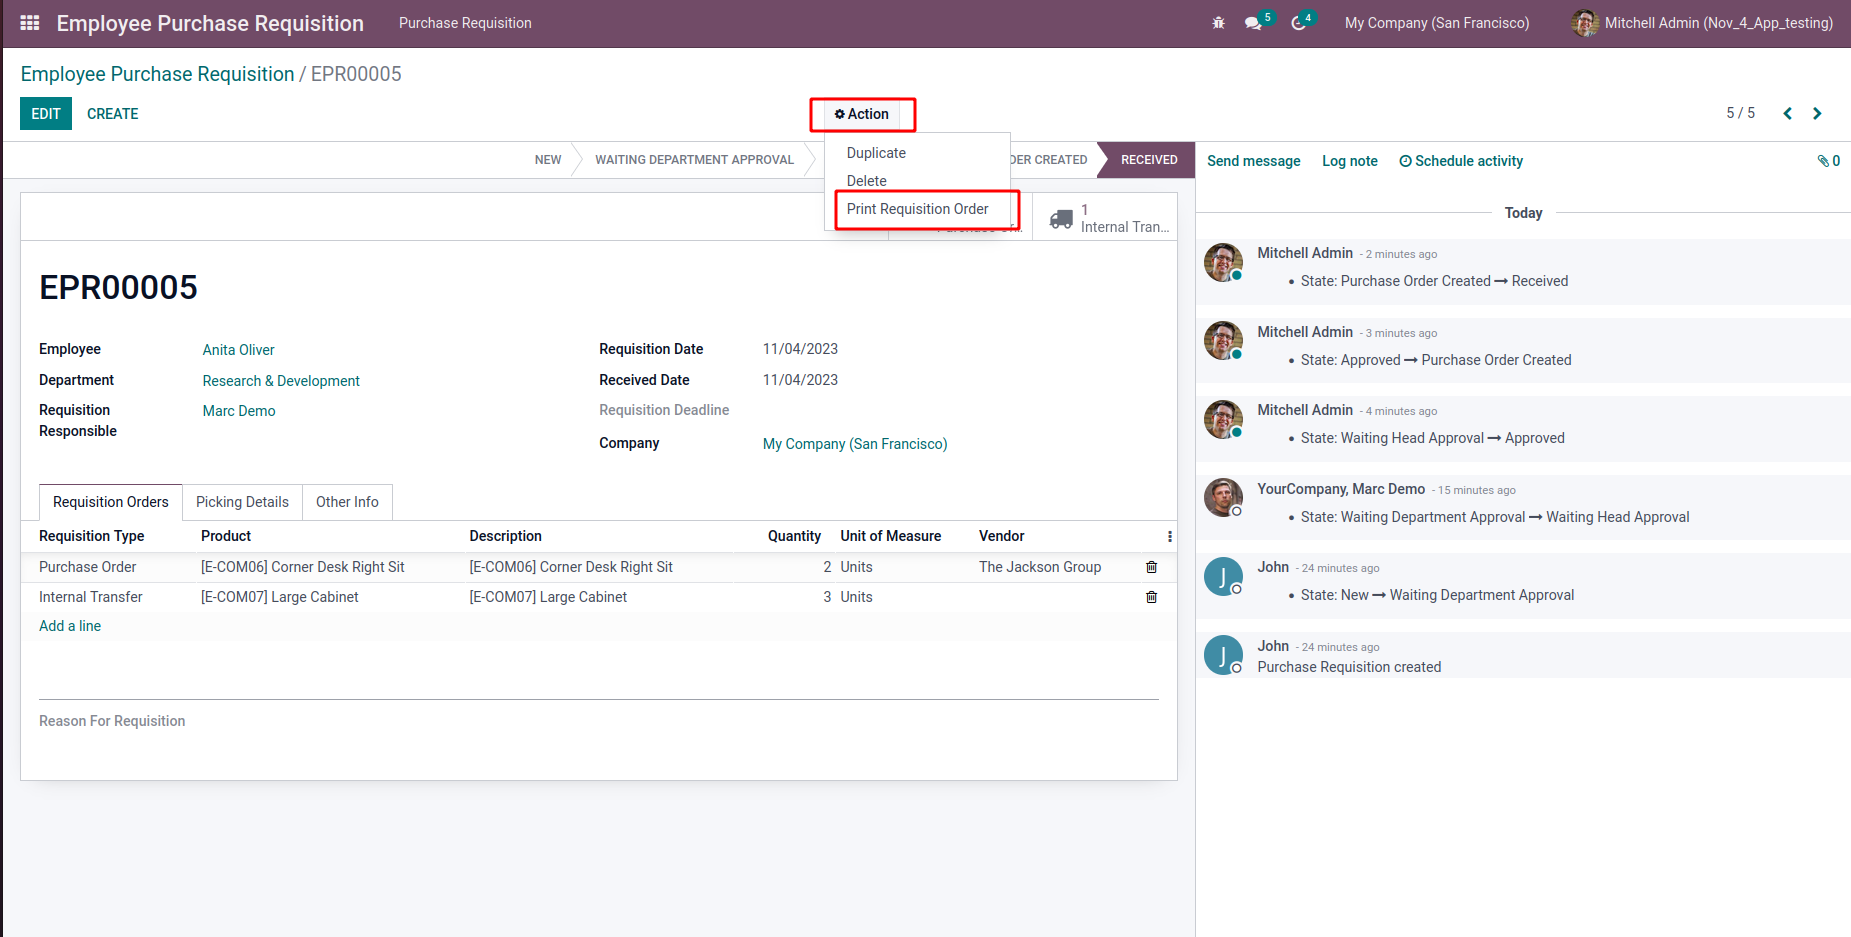 Employee Purchase Requisition Purchase Requisition 5 4 My Company (San Francisco) Mitchell Admin (Nov_4_App_testing)
Employee Purchase Requisition / EPR00005
EDIT CREATE Action 5 / 5
Duplicate
Delete
Print Requisition Order
NEW WAITING DEPARTMENT APPROVAL CREATED RECEIVED
1
Internal Tran...
EPR00005
Employee Anita Oliver
Department Research & Development
Requisition Responsible Marc Demo
Requisition Date 11/04/2023
Received Date 11/04/2023
Requisition Deadline
Company My Company (San Francisco)
Requisition Orders Picking Details Other Info
Requisition Type Product Description Quantity Unit of Measure Vendor
Purchase Order [E-COM06] Corner Desk Right Sit [E-COM06] Corner Desk Right Sit 2 Units The Jackson Group
Internal Transfer [E-COM07] Large Cabinet [E-COM07] Large Cabinet 3 Units
Add a line
Reason For Requisition
Send message Log note Schedule activity 0
Today
Mitchell Admin - 2 minutes ago
• State: Purchase Order Created → Received
Mitchell Admin - 3 minutes ago
• State: Approved → Purchase Order Created
Mitchell Admin - 4 minutes ago
• State: Waiting Head Approval → Approved
YourCompany, Marc Demo - 15 minutes ago
• State: Waiting Department Approval → Waiting Head Approval
J
John - 24 minutes ago
• State: New → Waiting Department Approval
J
John - 24 minutes ago
Purchase Requisition created